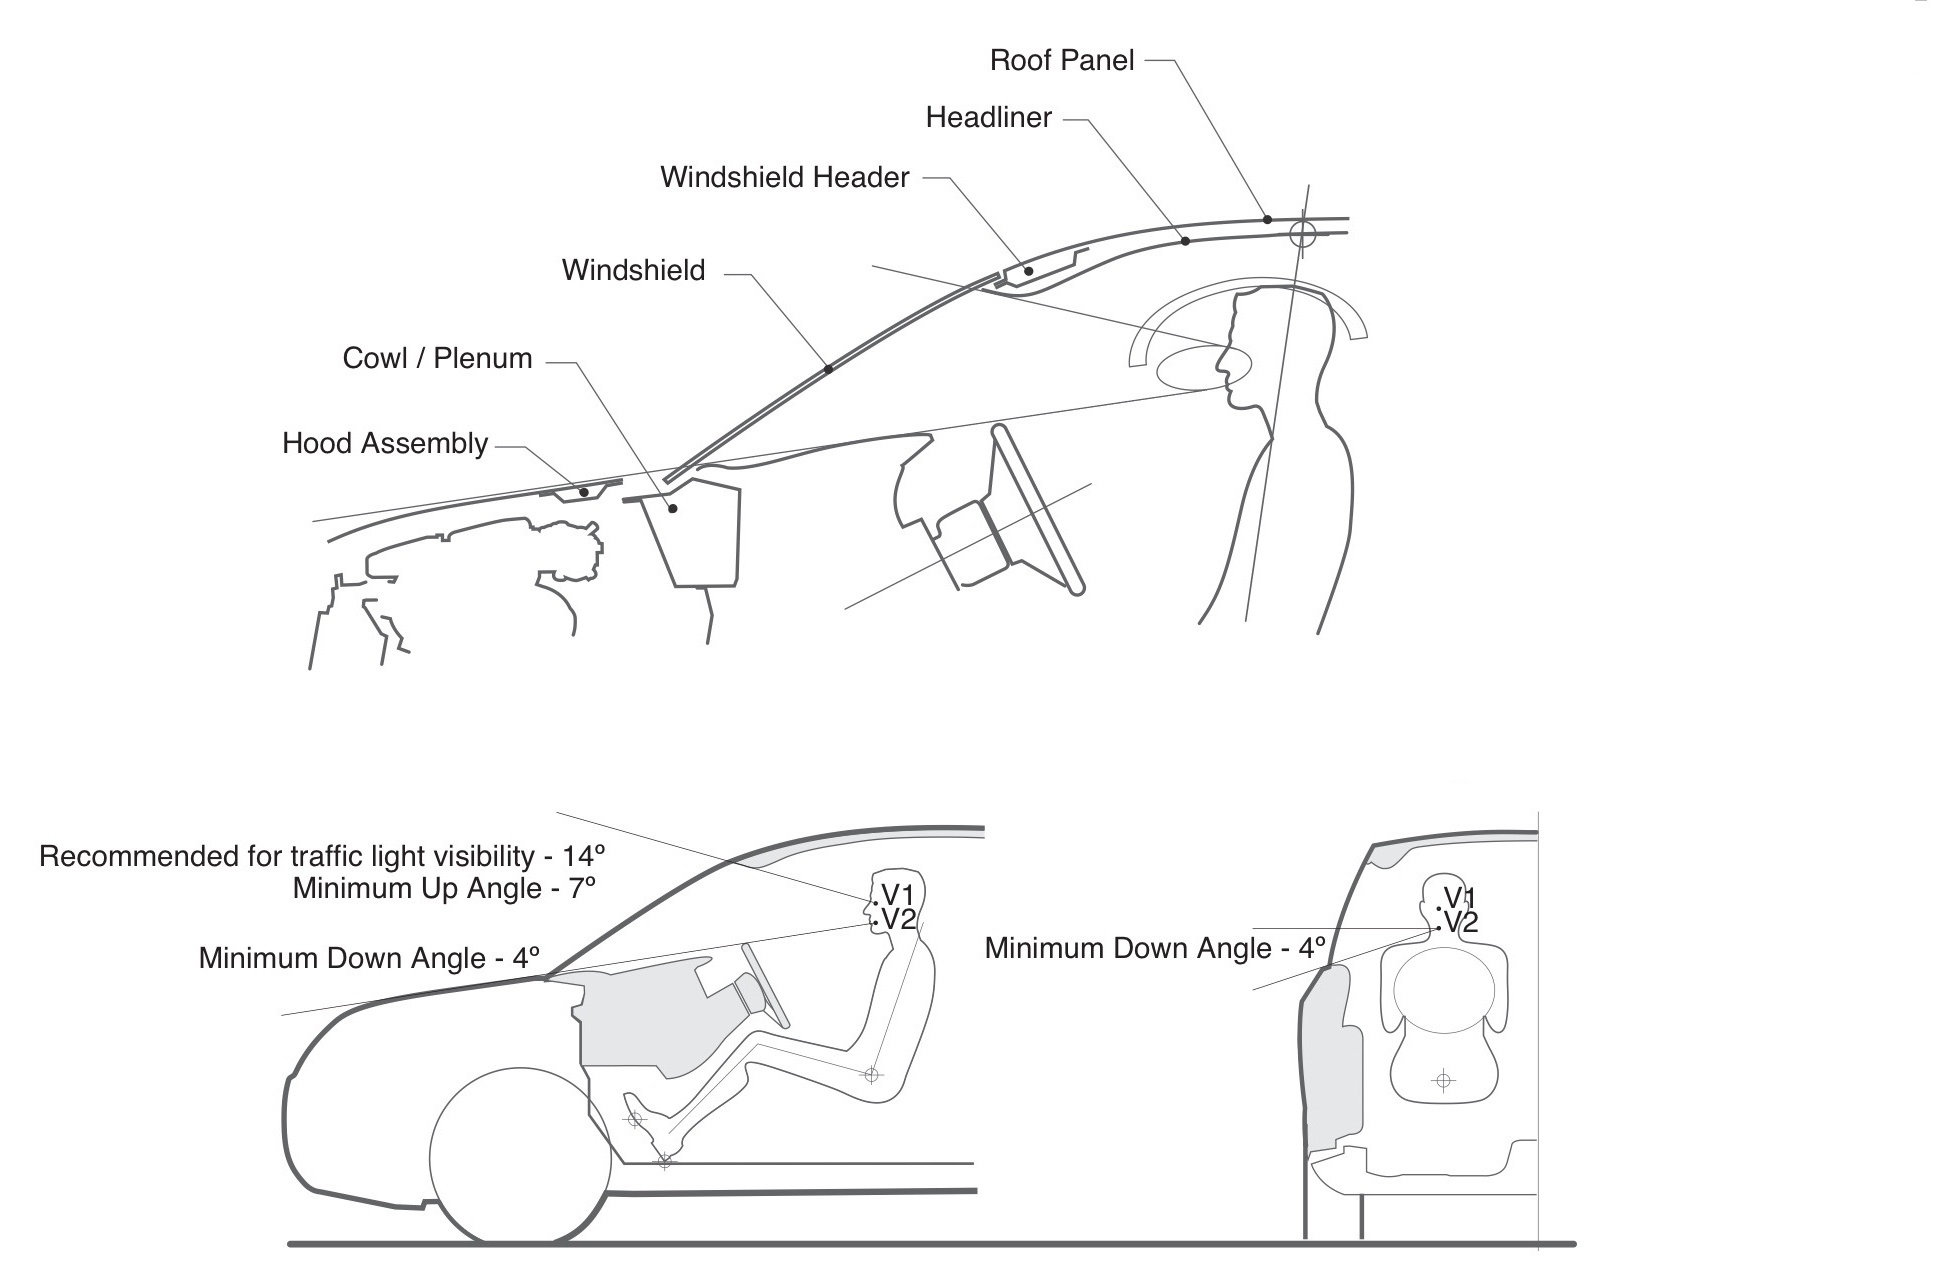 Roof Panel
Headliner
Windshield Header
Windshield
Cowl / Plenum
Hood Assembly
Recommended for traffic light visibility - 14º
Minimum Up Angle - 7º
V1
V2
Minimum Down Angle - 4º
V1
V2
Minimum Down Angle - 4º